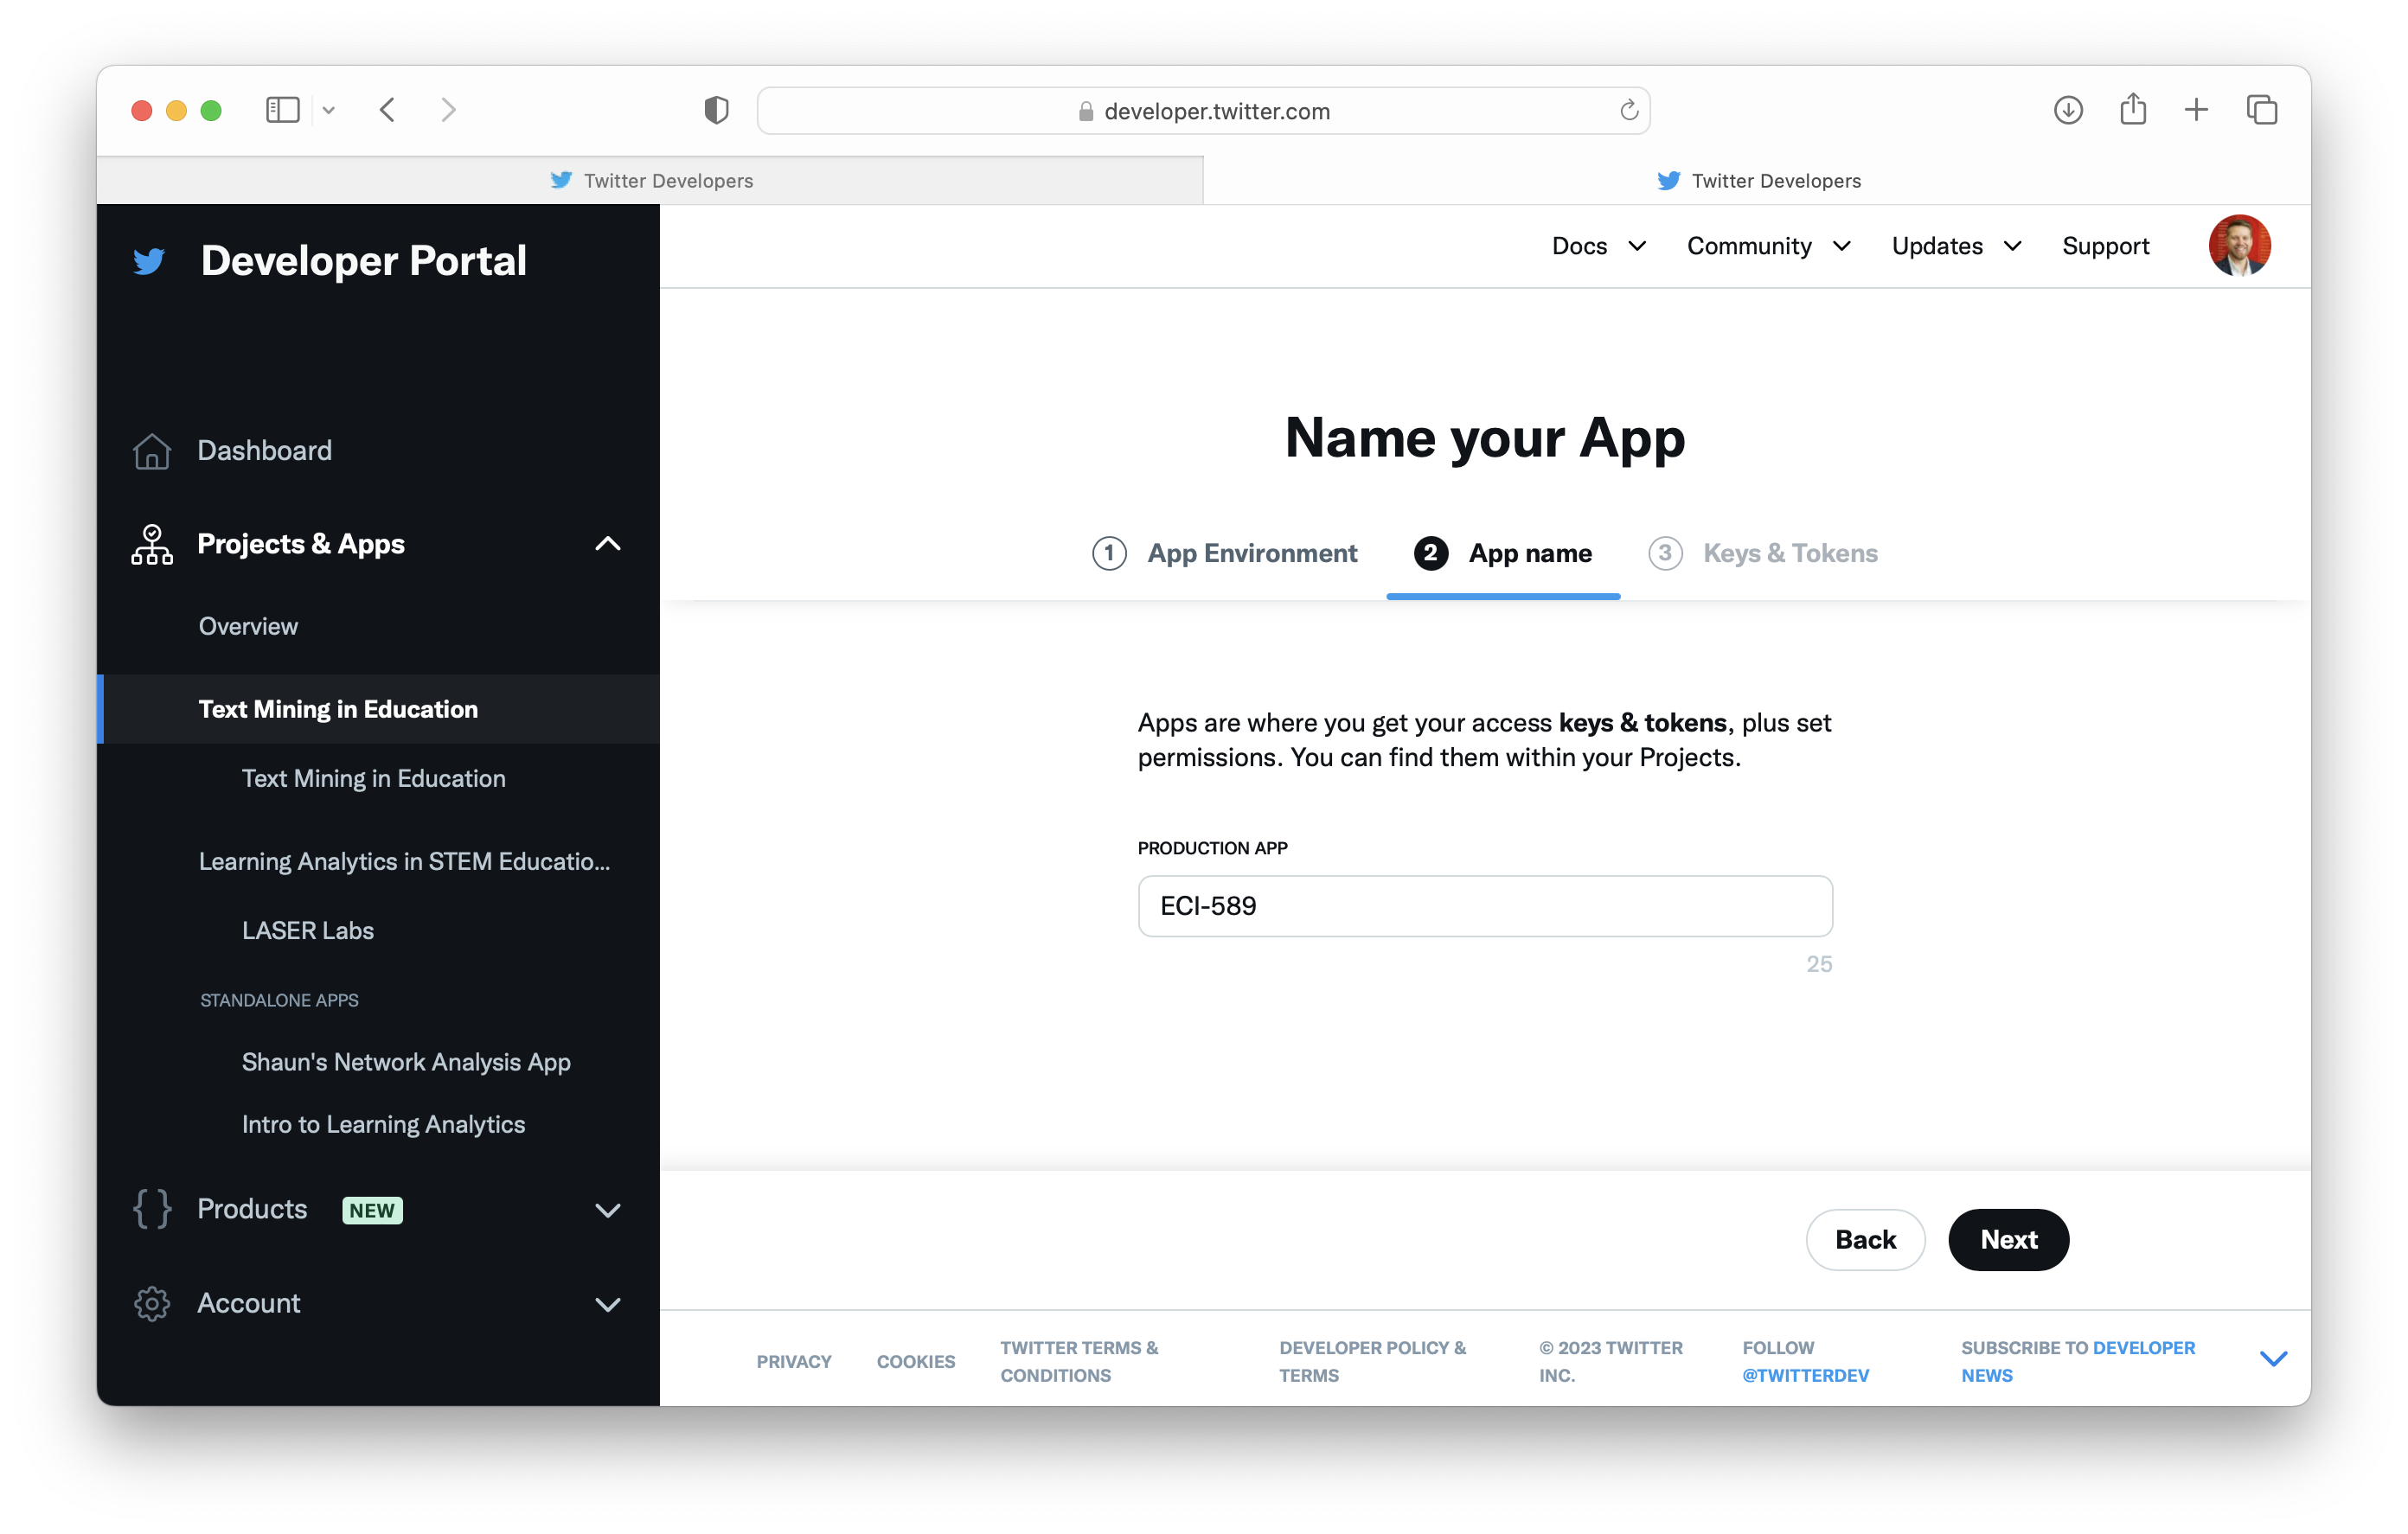 developer.twitter.com
Twitter Developers
Twitter Developers
Developer Portal
Docs
Community
Updates
Support
Dashboard
Projects & Apps
Overview
Text Mining in Education
Text Mining in Education
Learning Analytics in STEM Educatio...
LASER Labs
STANDALONE APPS
Shaun's Network Analysis App
Intro to Learning Analytics
Products NEW
Account
Name your App
1 App Environment
2 App name
3 Keys & Tokens
Apps are where you get your access keys & tokens, plus set
permissions. You can find them within your Projects.
PRODUCTION APP
ECI-589
25
Back
Next
PRIVACY
COOKIES
TWITTER TERMS &
CONDITIONS
DEVELOPER POLICY &
TERMS
© 2023 TWITTER
INC.
FOLLOW
@TWITTERDEV
SUBSCRIBE TO DEVELOPER
NEWS